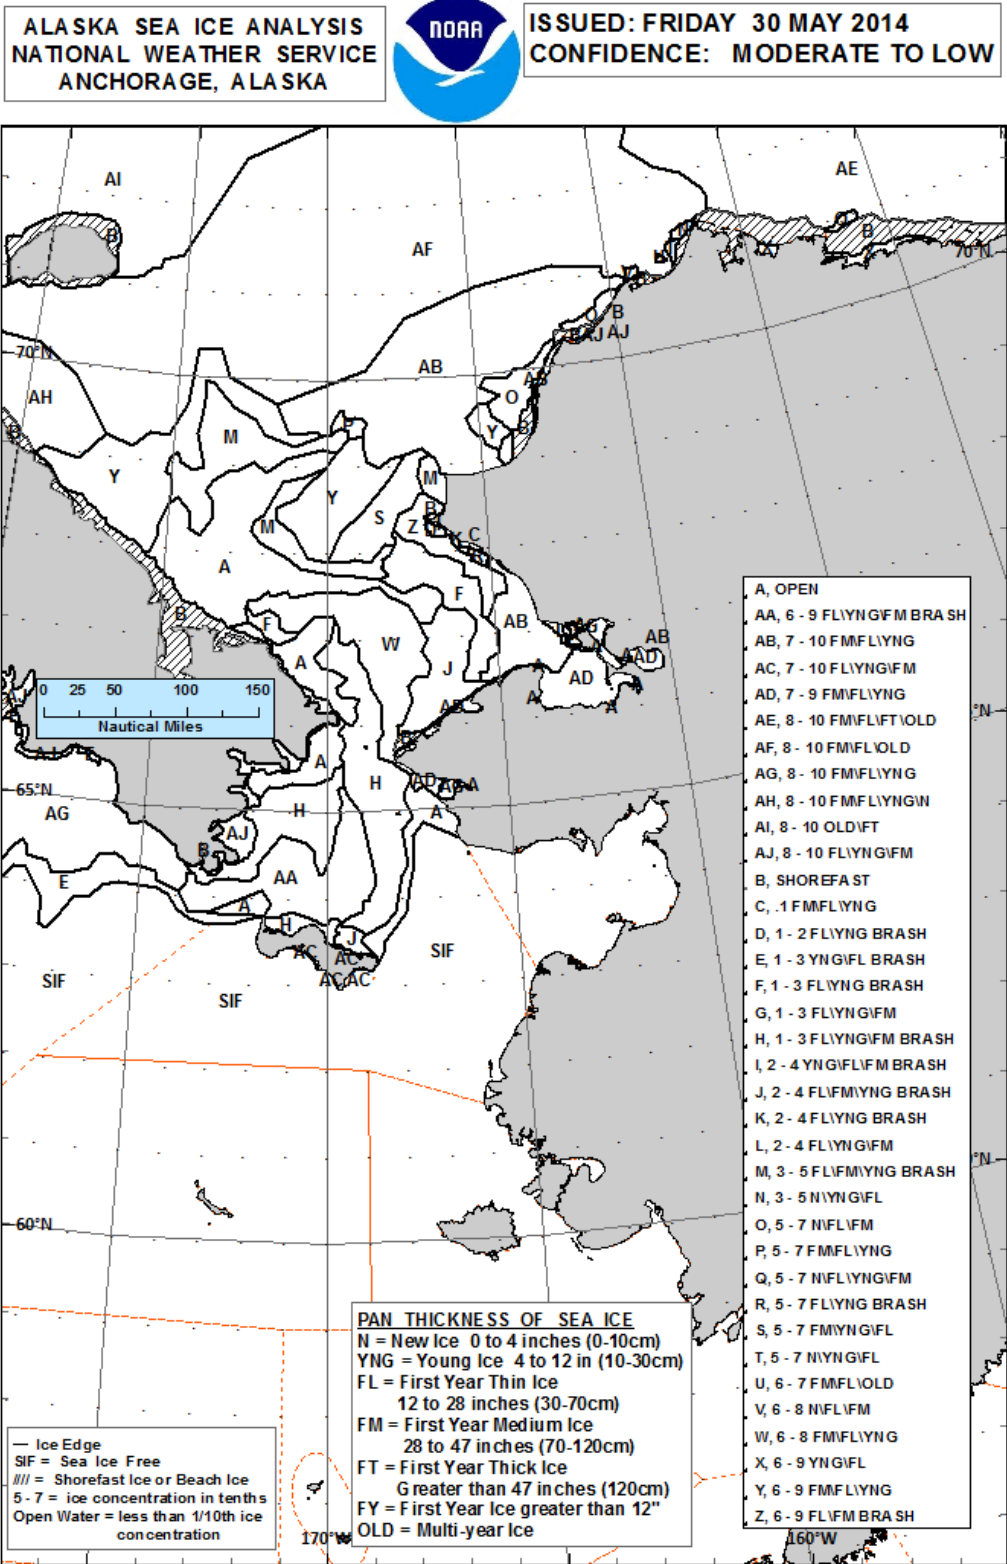 ALASKA SEA ICE ANALYSIS
NATIONAL WEATHER SERVICE
ANCHORAGE, ALASKA
NOAA
ISSUED: FRIDAY 30 MAY 2014
CONFIDENCE: MODERATE TO LOW
AI
AE
B
AF
B
70°N
B
AJ
AJ
70°N
AB
AH
O
M
Y
B
Y
M
Y
S
B
Z
M
C
A
F
B
F
W
AB
AB
A
J
AAD
AD
A
A
A
A
0 25 50 100 150
Nautical Miles
A
H
AD
A
A
65°N
AG
H
AJ
B
E
AA
A
H
J
AC
AC
AC AC
SIF
SIF
SIF
60°N
170°W
160°W
A, OPEN
AA, 6 - 9 FL\YNG\FM BRASH
AB, 7 - 10 FM\FL\YNG
AC, 7 - 10 FL\YNG\FM
AD, 7 - 9 FM\FL\YNG
AE, 8 - 10 FM\FL\FT\OLD
AF, 8 - 10 FM\FL\OLD
AG, 8 - 10 FM\FL\YNG
AH, 8 - 10 FM\FL\YNG\N
AI, 8 - 10 OLD\FT
AJ, 8 - 10 FL\YNG\FM
B, SHOREFAST
C, .1 FM\FL\YNG
D, 1 - 2 FL\YNG BRASH
E, 1 - 3 YNG\FL BRASH
F, 1 - 3 FL\YNG BRASH
G, 1 - 3 FL\YNG\FM
H, 1 - 3 FL\YNG\FM BRASH
I, 2 - 4 YNG\FL\FM BRASH
J, 2 - 4 FL\FM\YNG BRASH
K, 2 - 4 FL\YNG BRASH
L, 2 - 4 FL\YNG\FM
M, 3 - 5 FL\FM\YNG BRASH
N, 3 - 5 N\YNG\FL
O, 5 - 7 N\FL\FM
P, 5 - 7 FM\FL\YNG
Q, 5 - 7 N\FL\YNG\FM
R, 5 - 7 FL\YNG BRASH
S, 5 - 7 FM\YNG\FL
T, 5 - 7 N\YNG\FL
U, 6 - 7 FM\FL\OLD
V, 6 - 8 N\FL\FM
W, 6 - 8 FM\FL\YNG
X, 6 - 9 YNG\FL
Y, 6 - 9 FM\FL\YNG
Z, 6 - 9 FL\FM BRASH
PAN THICKNESS OF SEA ICE
N = New Ice 0 to 4 inches (0-10cm)
YNG = Young Ice 4 to 12 in (10-30cm)
FL = First Year Thin Ice
12 to 28 inches (30-70cm)
FM = First Year Medium Ice
28 to 47 inches (70-120cm)
FT = First Year Thick Ice
Greater than 47 inches (120cm)
FY = First Year Ice greater than 12"
OLD = Multi-year Ice
— Ice Edge
SIF = Sea Ice Free
//// = Shorefast Ice or Beach Ice
5 - 7 = ice concentration in tenths
Open Water = less than 1/10th ice
concentration